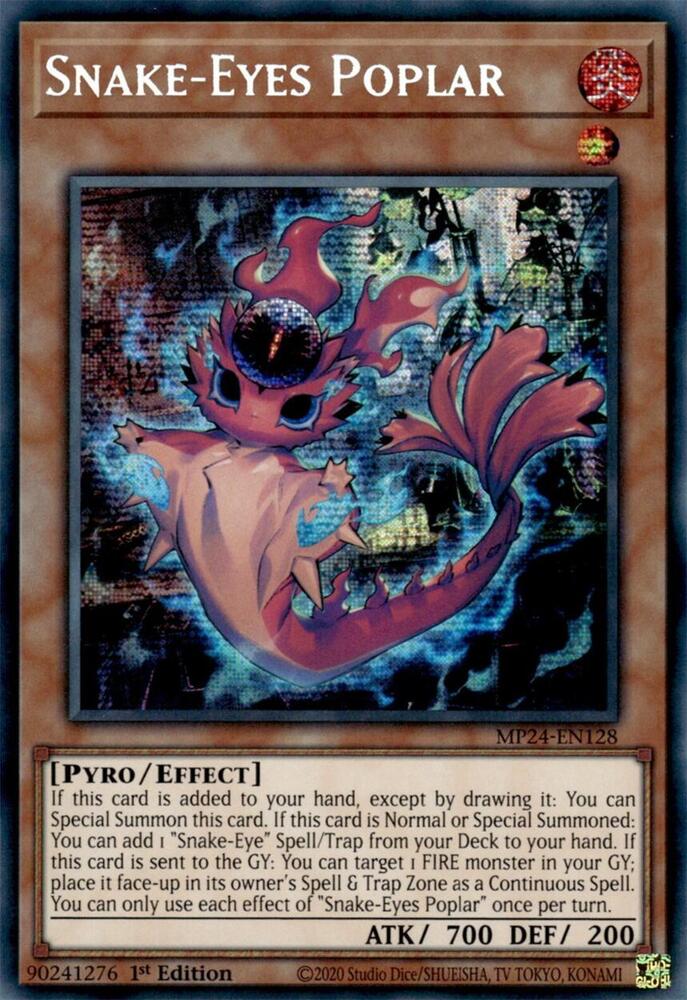 Snake-Eyes Poplar
炎
MP24-EN128
[Pyro/Effect]
If this card is added to your hand, except by drawing it: You can
Special Summon this card. If this card is Normal or Special Summoned:
You can add 1 "Snake-Eye" Spell/Trap from your Deck to your hand. If
this card is sent to the GY: You can target 1 FIRE monster in your GY;
place it face-up in its owner's Spell & Trap Zone as a Continuous Spell.
You can only use each effect of "Snake-Eyes Poplar" once per turn.
ATK/ 700 DEF/ 200
90241276 1st Edition ©2020 Studio Dice/SHUEISHA, TV TOKYO, KONAMI